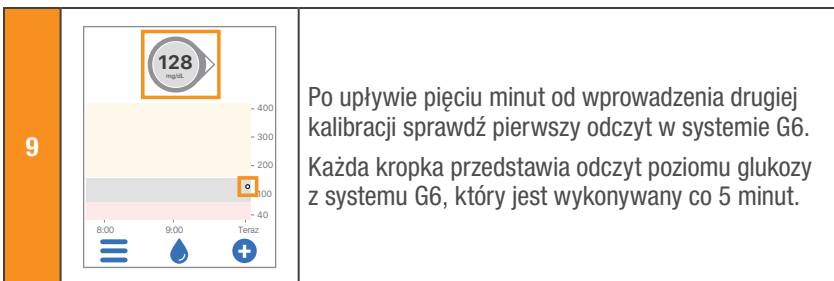 9
128
mg/dL
400
300
200
100
40
8:00
9:00
Teraz
Po upływie pięciu minut od wprowadzenia drugiej
kalibracji sprawdź pierwszy odczyt w systemie G6.
Każda kropka przedstawia odczyt poziomu glukozy
z systemu G6, który jest wykonywany co 5 minut.